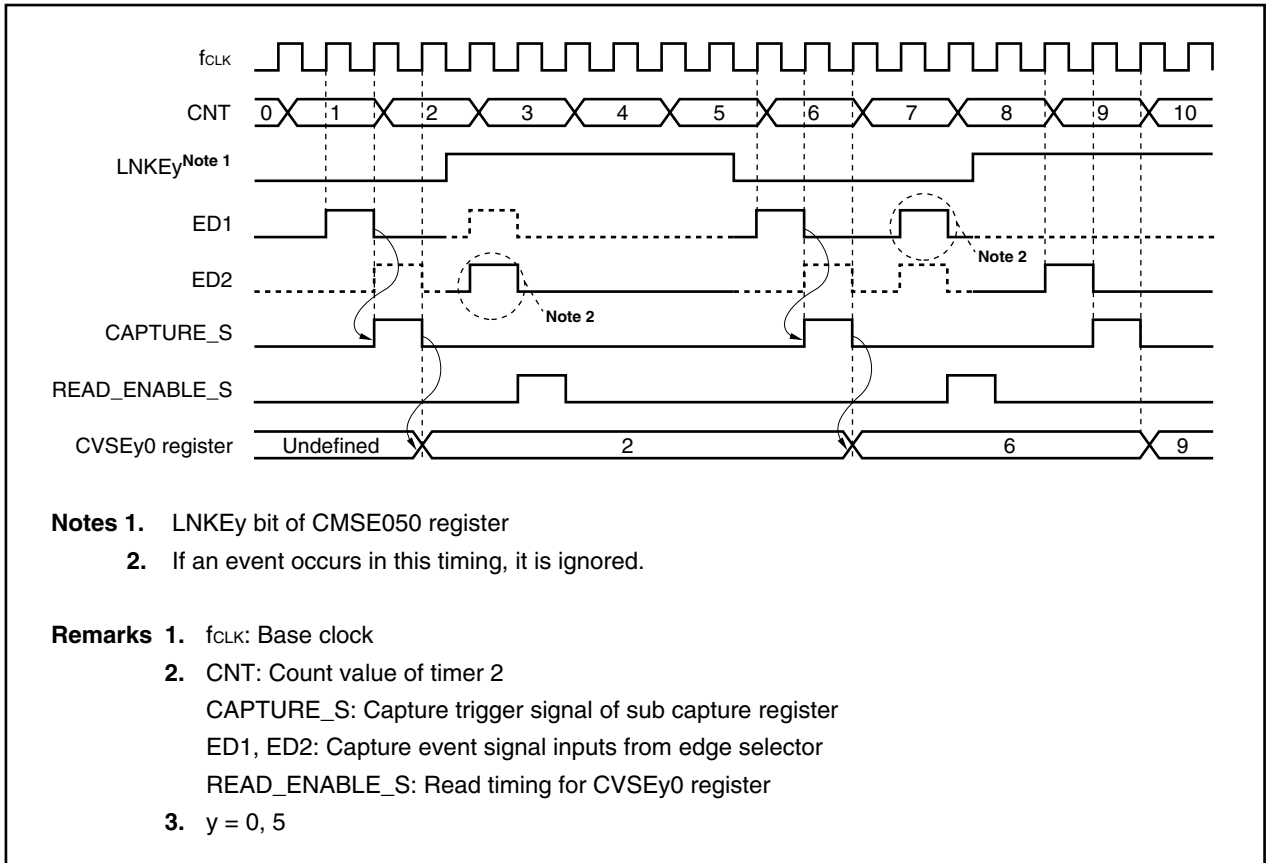 fCLK
CNT 0 1 2 3 4 5 6 7 8 9 10
LNKEyNote 1
ED1
Note 2
ED2
Note 2
CAPTURE_S
READ_ENABLE_S
CVSEy0 register Undefined 2 6 9
Notes 1. LNKEy bit of CMSE050 register
2. If an event occurs in this timing, it is ignored.
Remarks 1. fCLK: Base clock
2. CNT: Count value of timer 2
CAPTURE_S: Capture trigger signal of sub capture register
ED1, ED2: Capture event signal inputs from edge selector
READ_ENABLE_S: Read timing for CVSEy0 register
3. y = 0, 5